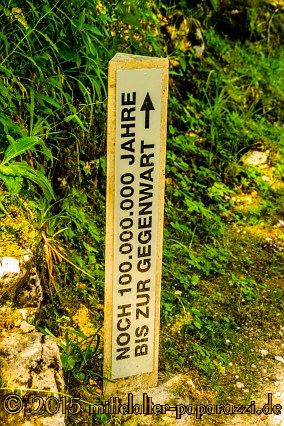 NOCH 100.000.000 JAHRE
BIS ZUR GEGENWART
© 2015 mittelalter-paparazzi.de